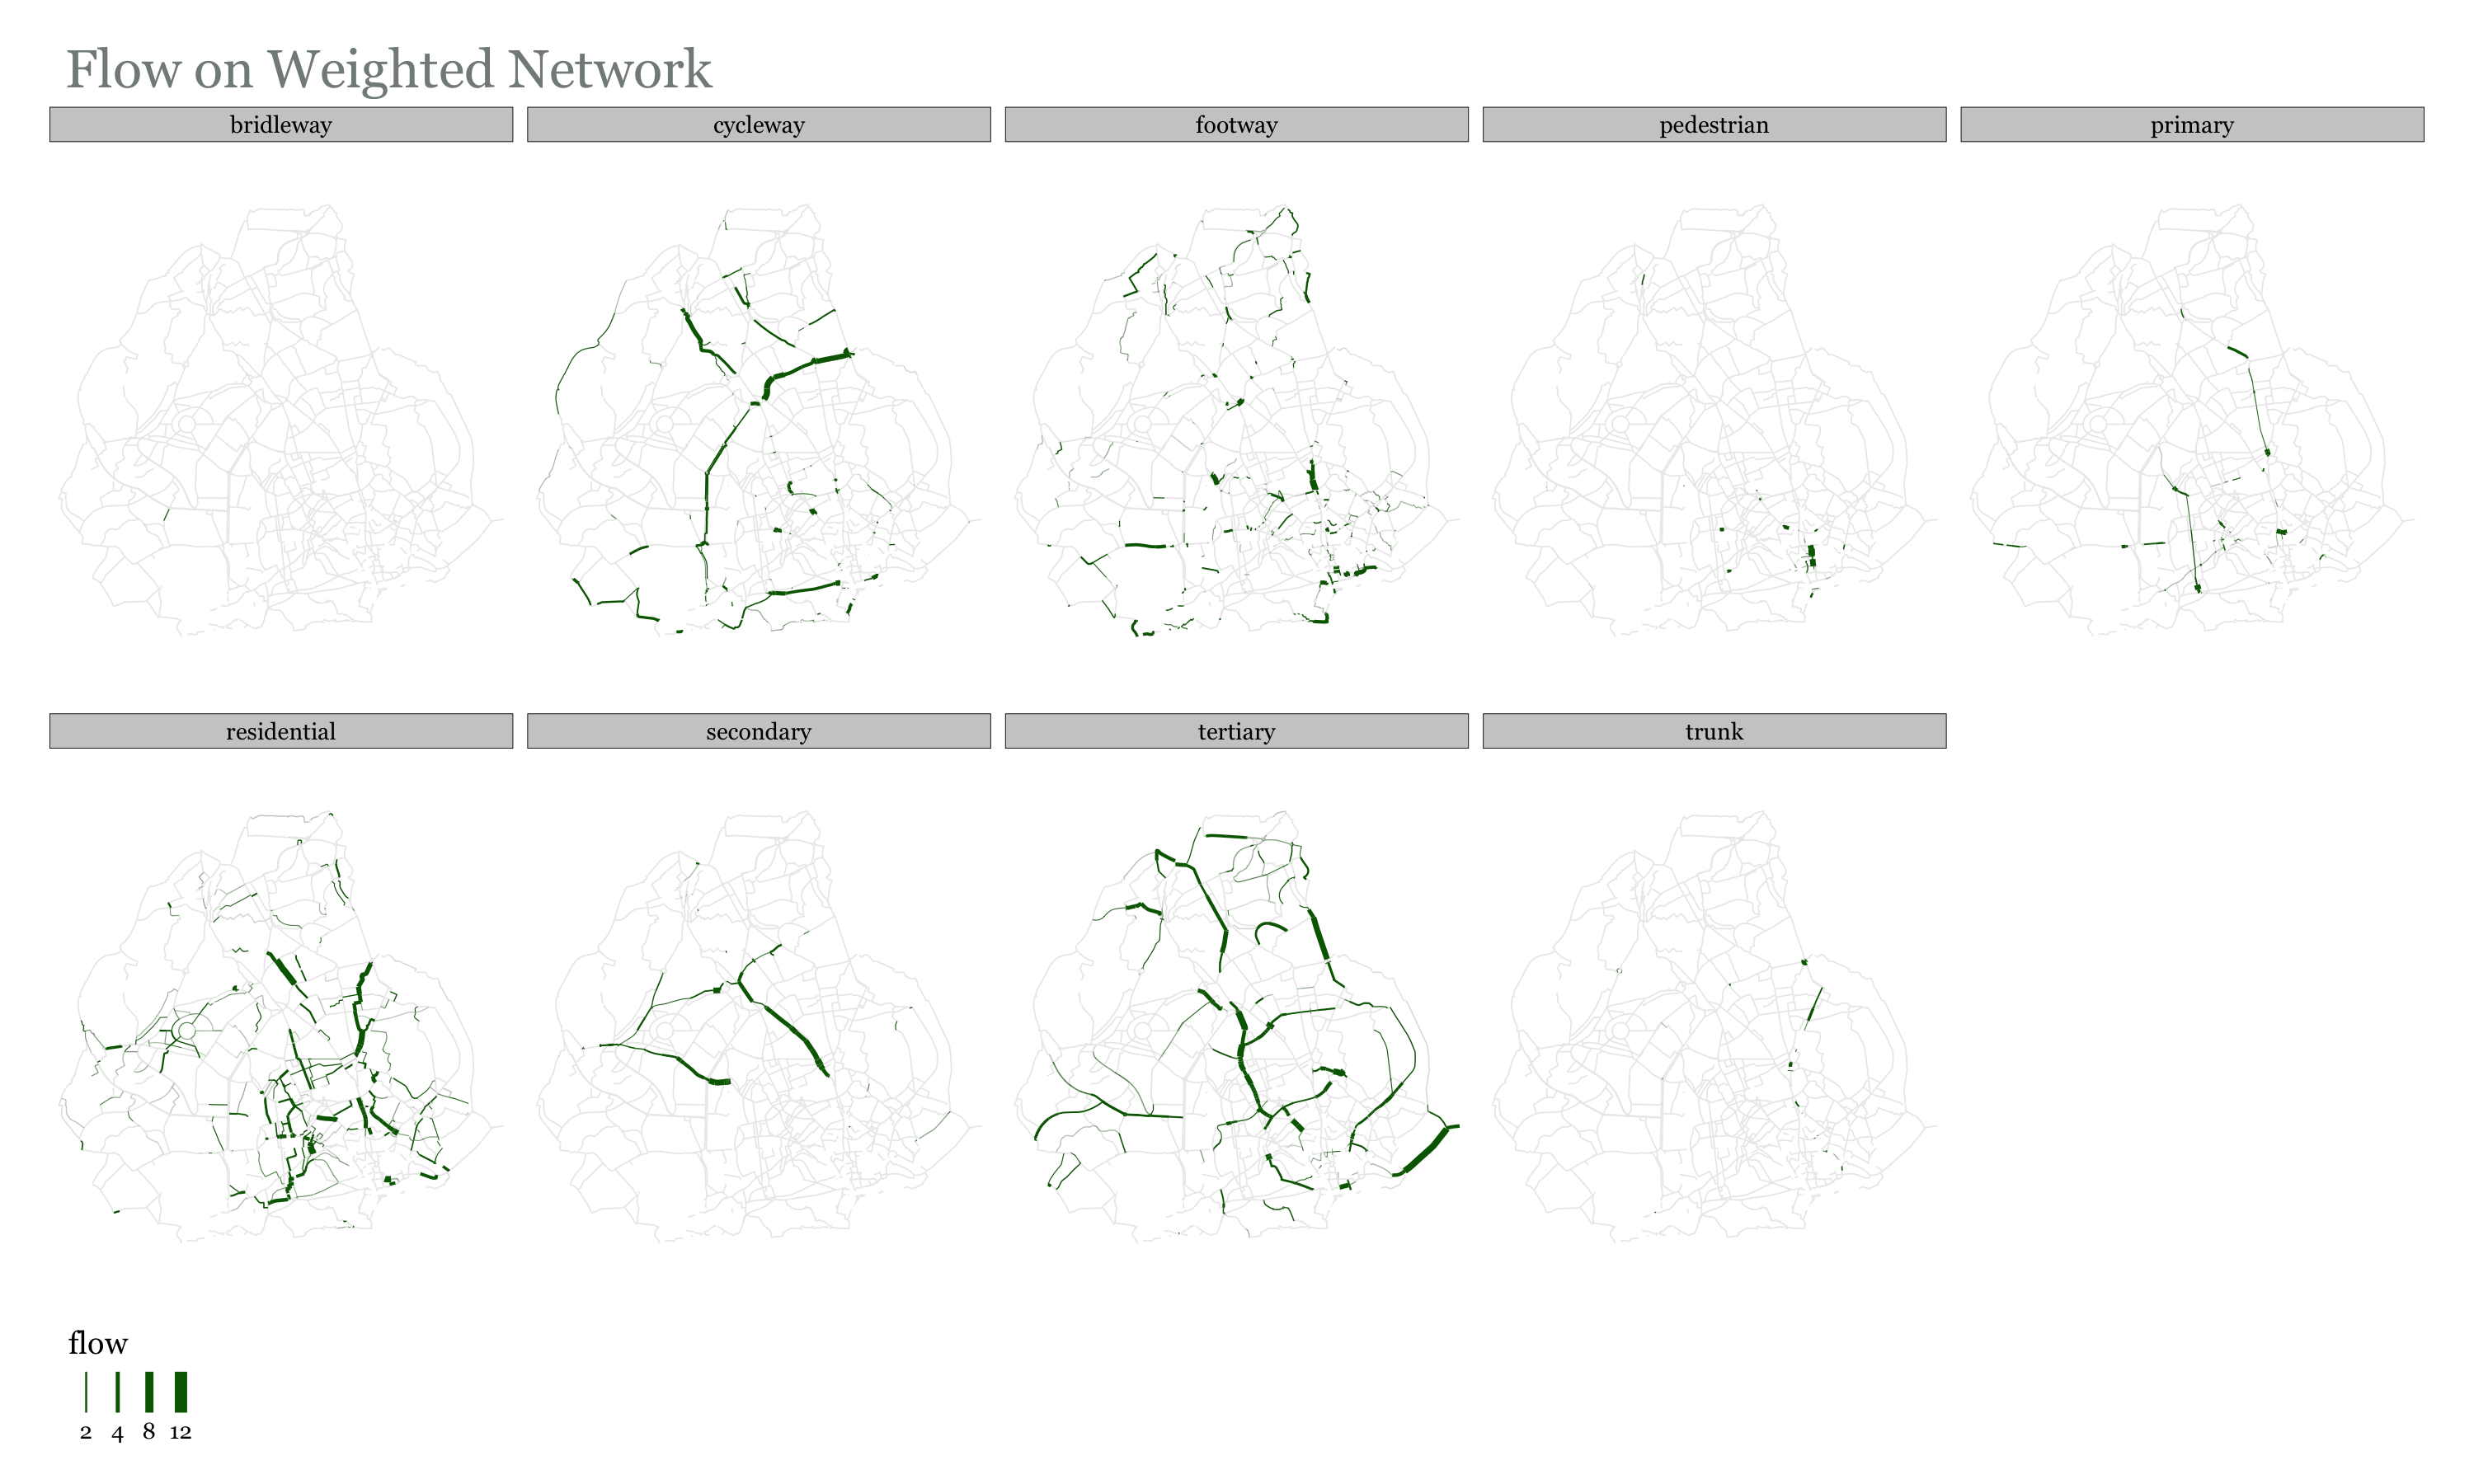 Flow on Weighted Network
bridleway cycleway footway pedestrian primary
residential secondary tertiary trunk
flow
2 4 8 12